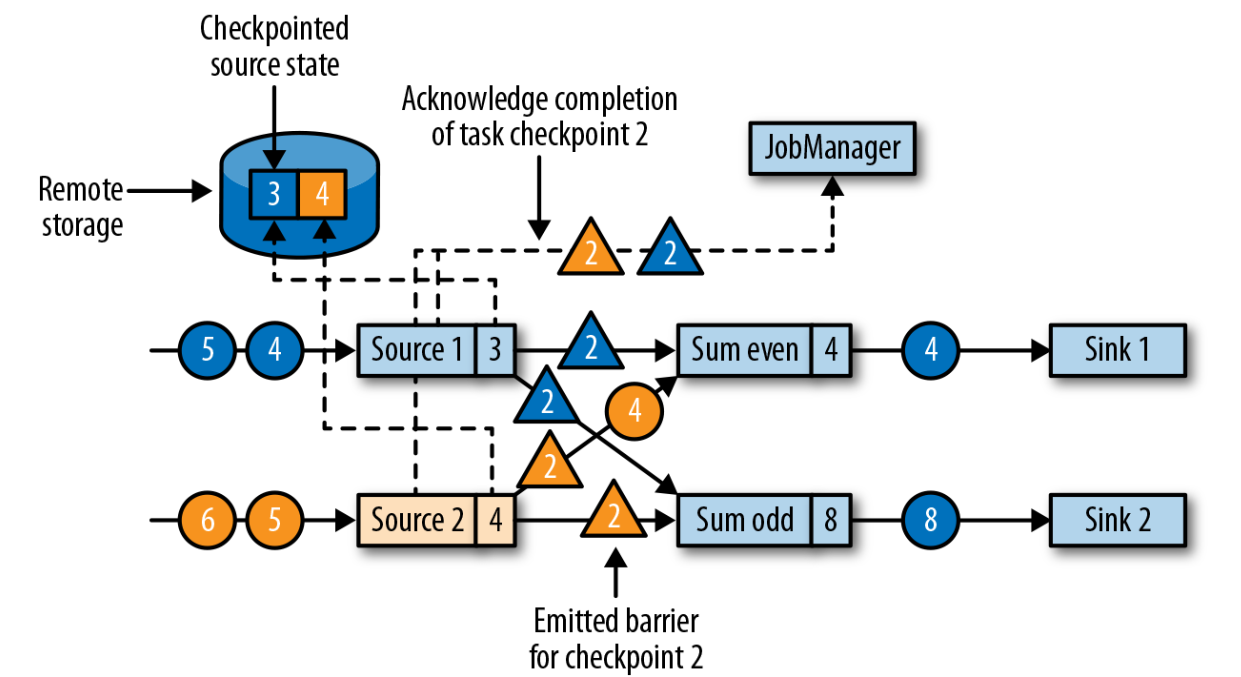 Checkpointed
source state
Acknowledge completion
of task checkpoint 2
JobManager
Remote
storage
3 4
2 2
5 4 Source 1 3 2 Sum even 4 4 Sink 1
2 4
2
6 5 Source 2 4 2 Sum odd 8 8 Sink 2
Emitted barrier
for checkpoint 2